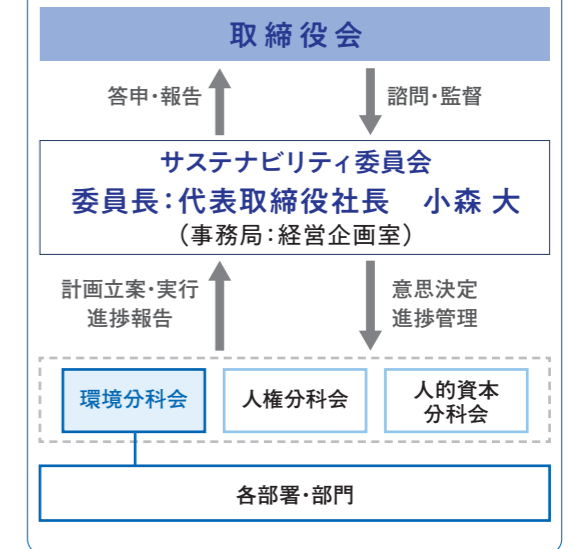 取締役会
答申・報告
諮問・監督
サステナビリティ委員会
委員長：代表取締役社長　小森 大
（事務局：経営企画室）
計画立案・実行
進捗報告
意思決定
進捗管理
環境分科会
人権分科会
人的資本
分科会
各部署・部門